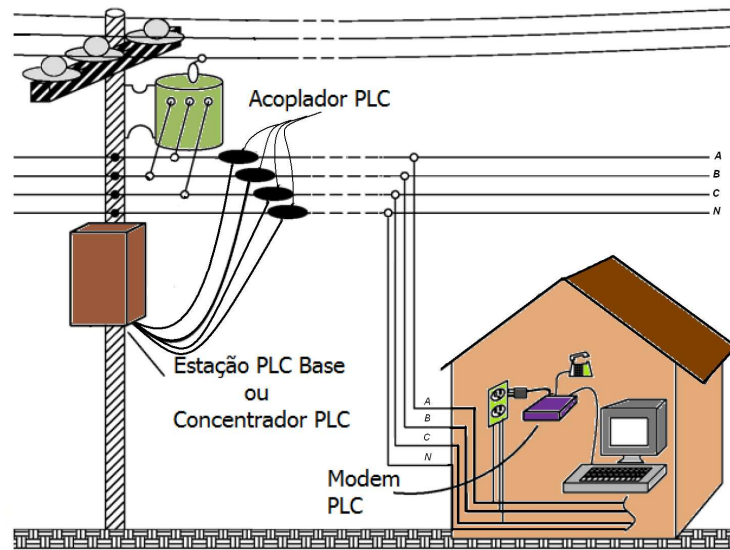 Acoplador PLC
A
B
C
N
Estação PLC Base
ou
Concentrador PLC
A
B
C
N
Modem
PLC